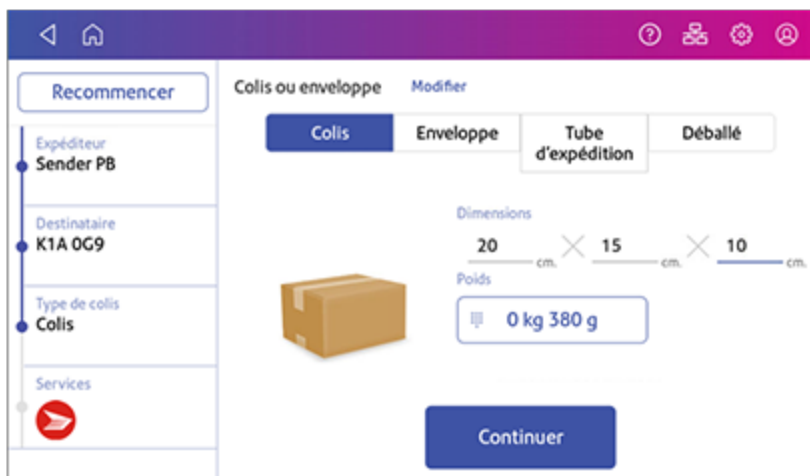 Recommencer
Colis ou enveloppe Modifier
Colis
Enveloppe
Tube
d'expédition
Déballé
Expéditeur
Sender PB
Destinataire
K1A 0G9
Type de colis
Colis
Services
Dimensions
20 cm. 15 cm. 10 cm.
Poids
0 kg 380 g
Continuer